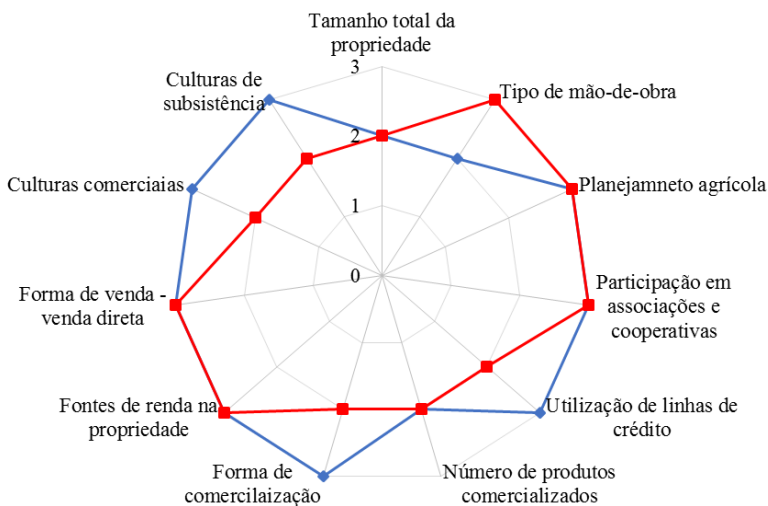 Tamanho total da
propriedade
Tipo de mão-de-obra
Planejamneto agrícola
Participação em
associações e
cooperativas
Utilização de linhas de
crédito
Número de produtos
comercializados
Forma de
comercilaização
Fontes de renda na
propriedade
Forma de venda -
venda direta
Culturas comerciaias
Culturas de
subsistência
3
2
1
0